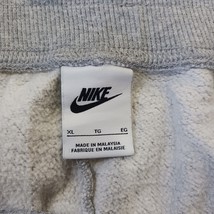 NIKE
XL TG EG
MADE IN MALAYSIA
FABRIQUÉ EN MALAISIE